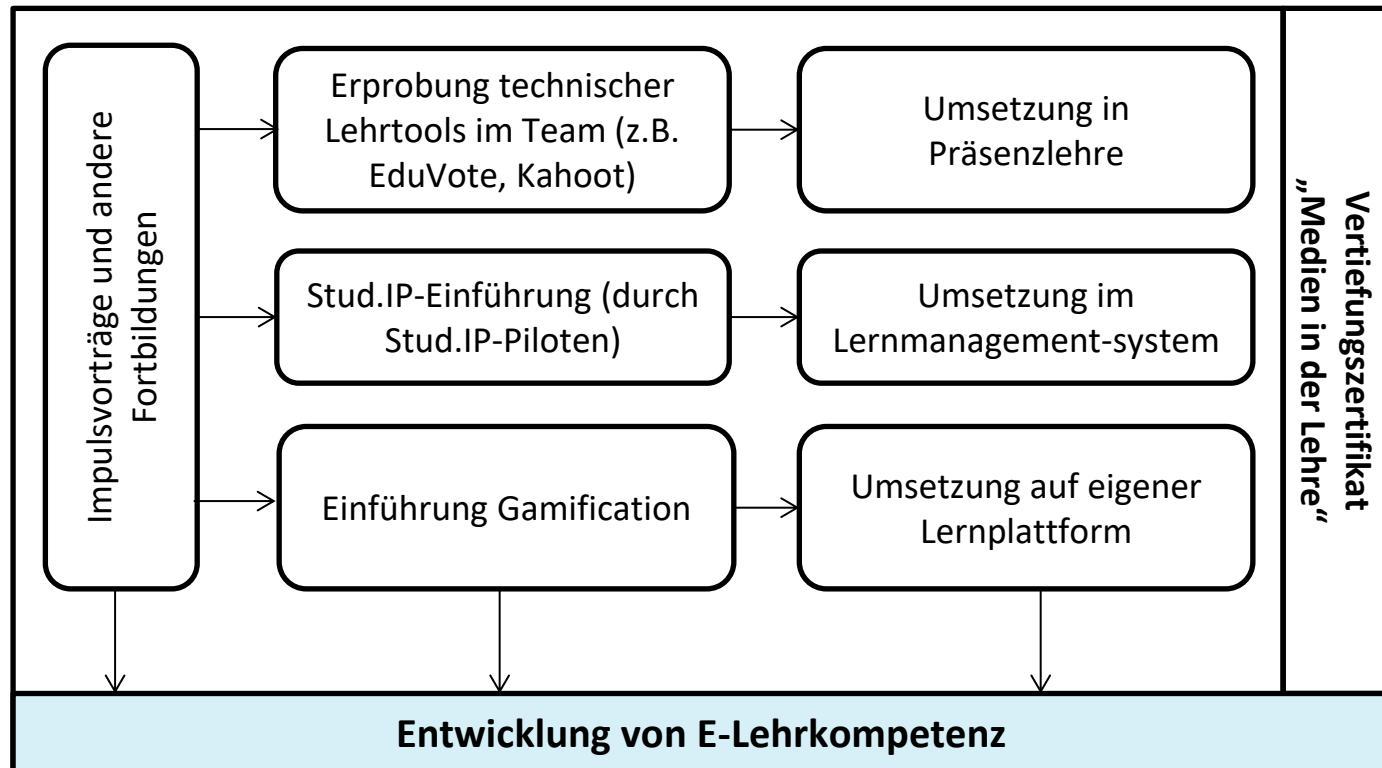 Impulsvorträge und andere
Fortbildungen
Erprobung technischer
Lehrtools im Team (z.B.
EduVote, Kahoot)
Umsetzung in
Präsenzlehre
Stud.IP-Einführung (durch
Stud.IP-Piloten)
Umsetzung im
Lernmanagement-system
Einführung Gamification
Umsetzung auf eigener
Lernplattform
Vertiefungszertifikat
„Medien in der Lehre“
Entwicklung von E-Lehrkompetenz